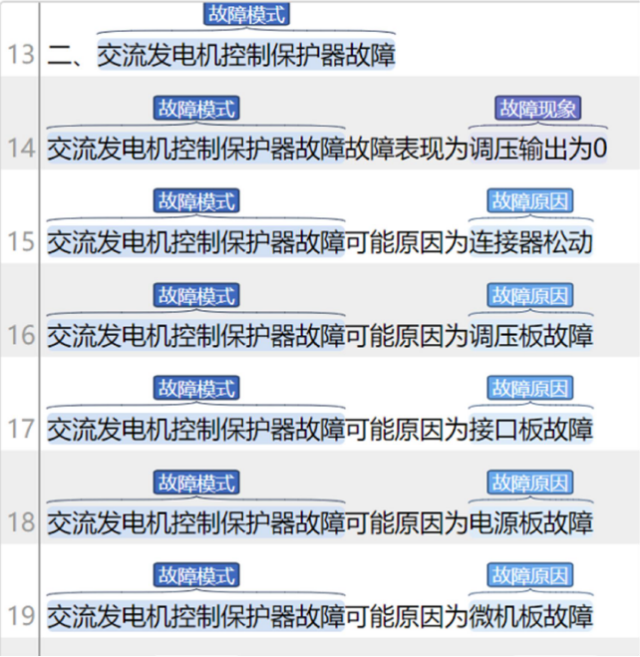 故障模式
13 二、交流发电机控制保护器故障
故障模式 故障现象
14 交流发电机控制保护器故障故障表现为调压输出为0
故障模式 故障原因
15 交流发电机控制保护器故障可能原因为连接器松动
故障模式 故障原因
16 交流发电机控制保护器故障可能原因为调压板故障
故障模式 故障原因
17 交流发电机控制保护器故障可能原因为接口板故障
故障模式 故障原因
18 交流发电机控制保护器故障可能原因为电源板故障
故障模式 故障原因
19 交流发电机控制保护器故障可能原因为微机板故障